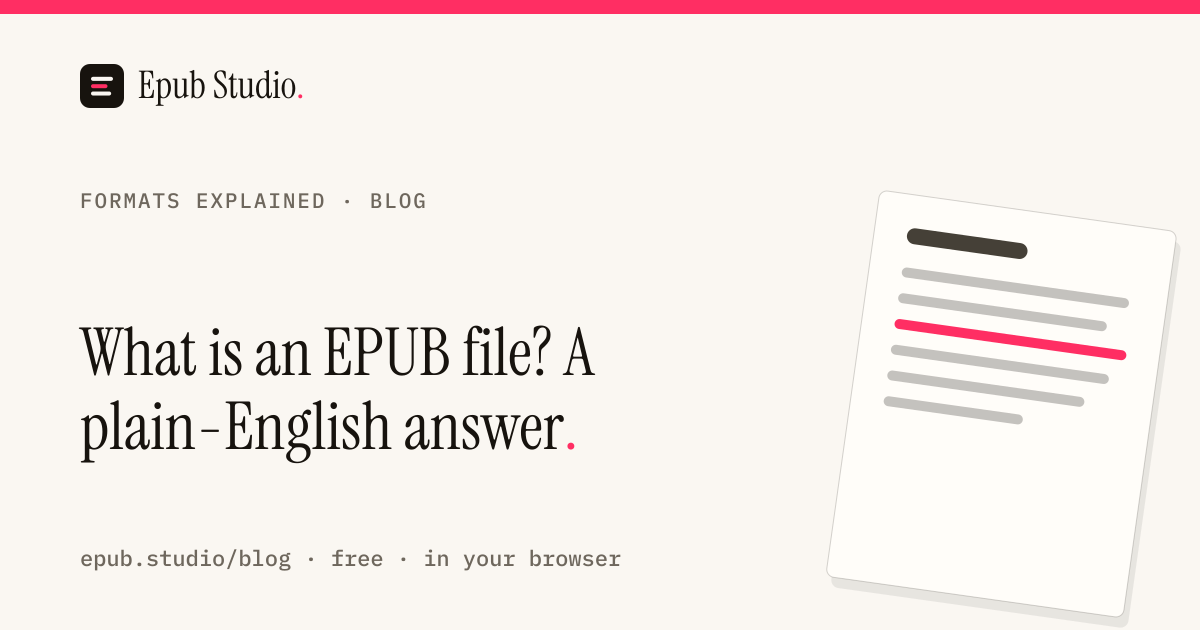 Epub Studio.
FORMATS EXPLAINED · BLOG
What is an EPUB file? A
plain-English answer.
epub.studio/blog · free · in your browser